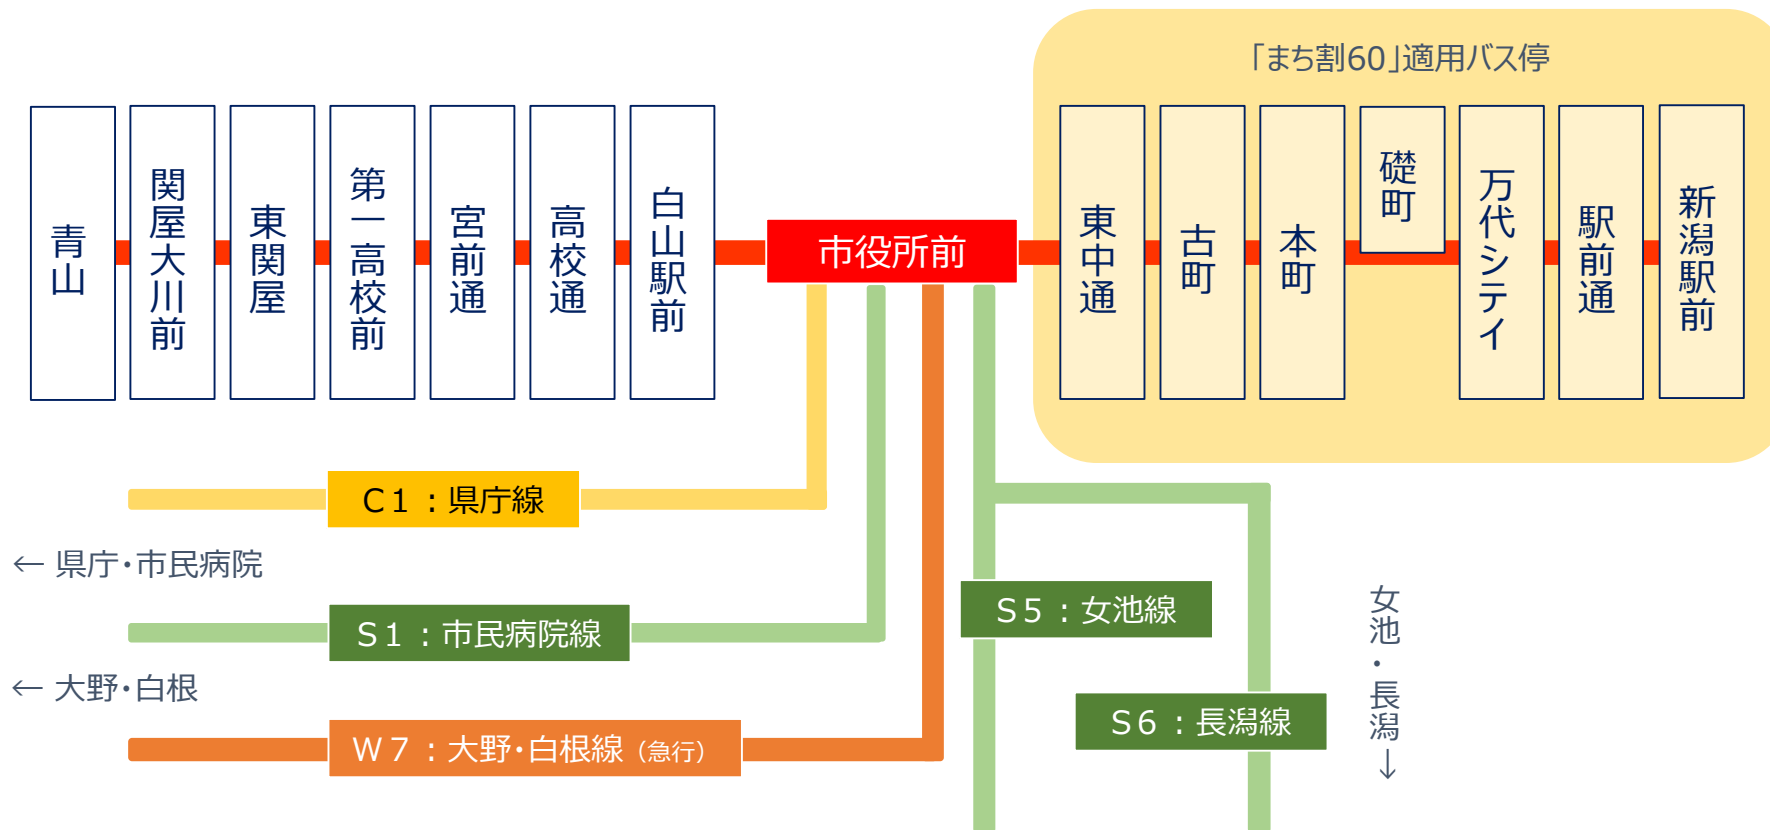 「まち割60」適用バス停
青山
関屋大川前
東関屋
第一高校前
宮前通
高校通
白山駅前
市役所前
東中通
古町
本町
礎町
万代シテイ
駅前通
新潟駅前
C1：県庁線
← 県庁・市民病院
S1：市民病院線
← 大野・白根
W7：大野・白根線（急行）
S5：女池線
S6：長潟線
女池・長潟→